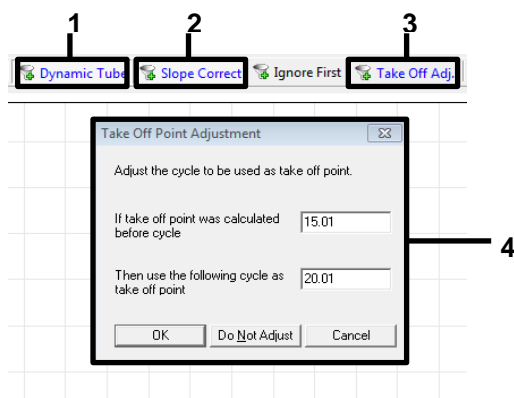 1 2 3
Dynamic Tube Slope Correct Ignore First Take Off Adj.
Take Off Point Adjustment
Adjust the cycle to be used as take off point.
If take off point was calculated
before cycle
15.01
4
Then use the following cycle as
take off point
20.01
OK Do Not Adjust Cancel